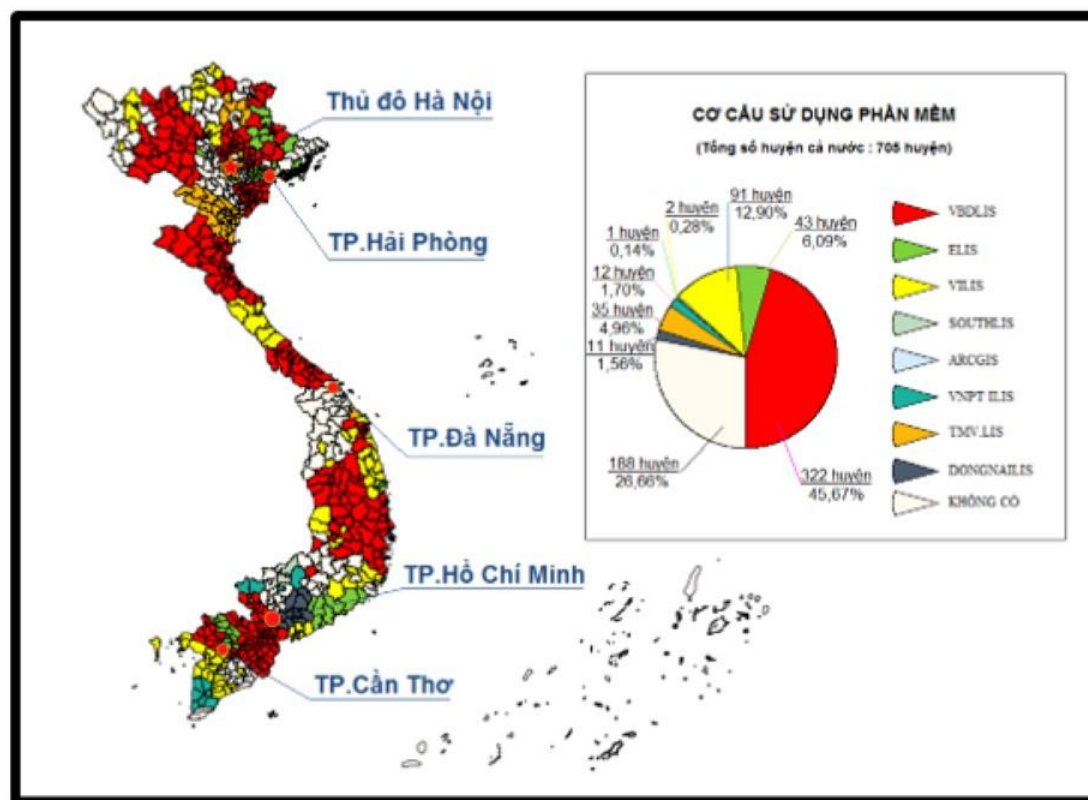 Thủ đô Hà Nội
TP.Hải Phòng
TP.Đà Nẵng
TP.Hồ Chí Minh
TP.Cần Thơ
CƠ CẤU SỬ DỤNG PHẦN MỀM
(Tổng số huyện cả nước : 705 huyện)
91 huyện
12,90%
2 huyện
0,28%
43 huyện
6,09%
1 huyện
0,14%
12 huyện
1,70%
35 huyện
4,96%
11 huyện
1,56%
188 huyện
26,66%
322 huyện
45,67%
VBDLIS
ELIS
VILIS
SOUTHLIS
ARCGIS
VNPT ILIS
TMV.LIS
DONGNAILIS
KHÔNG CÓ